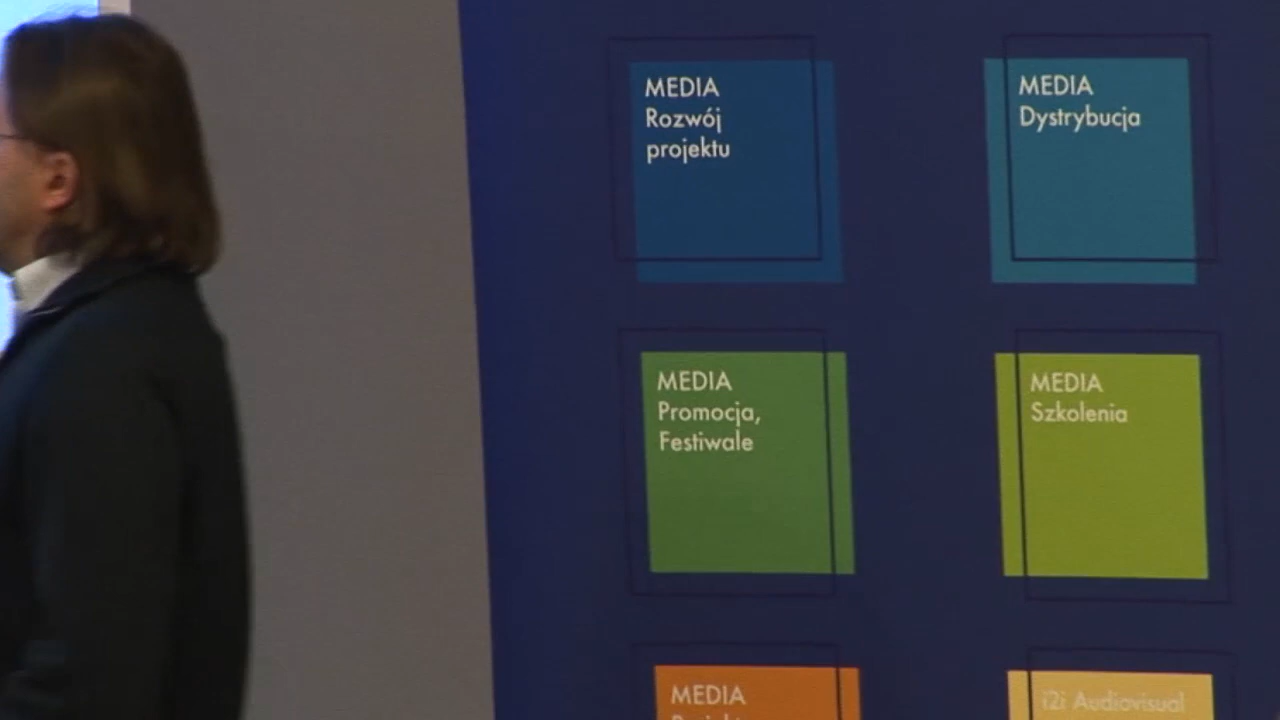 MEDIA
Rozwój
projektu
MEDIA
Dystrybucja
MEDIA
Promocja,
Festiwale
MEDIA
Szkolenia
MEDIA
i2i Audiovisual